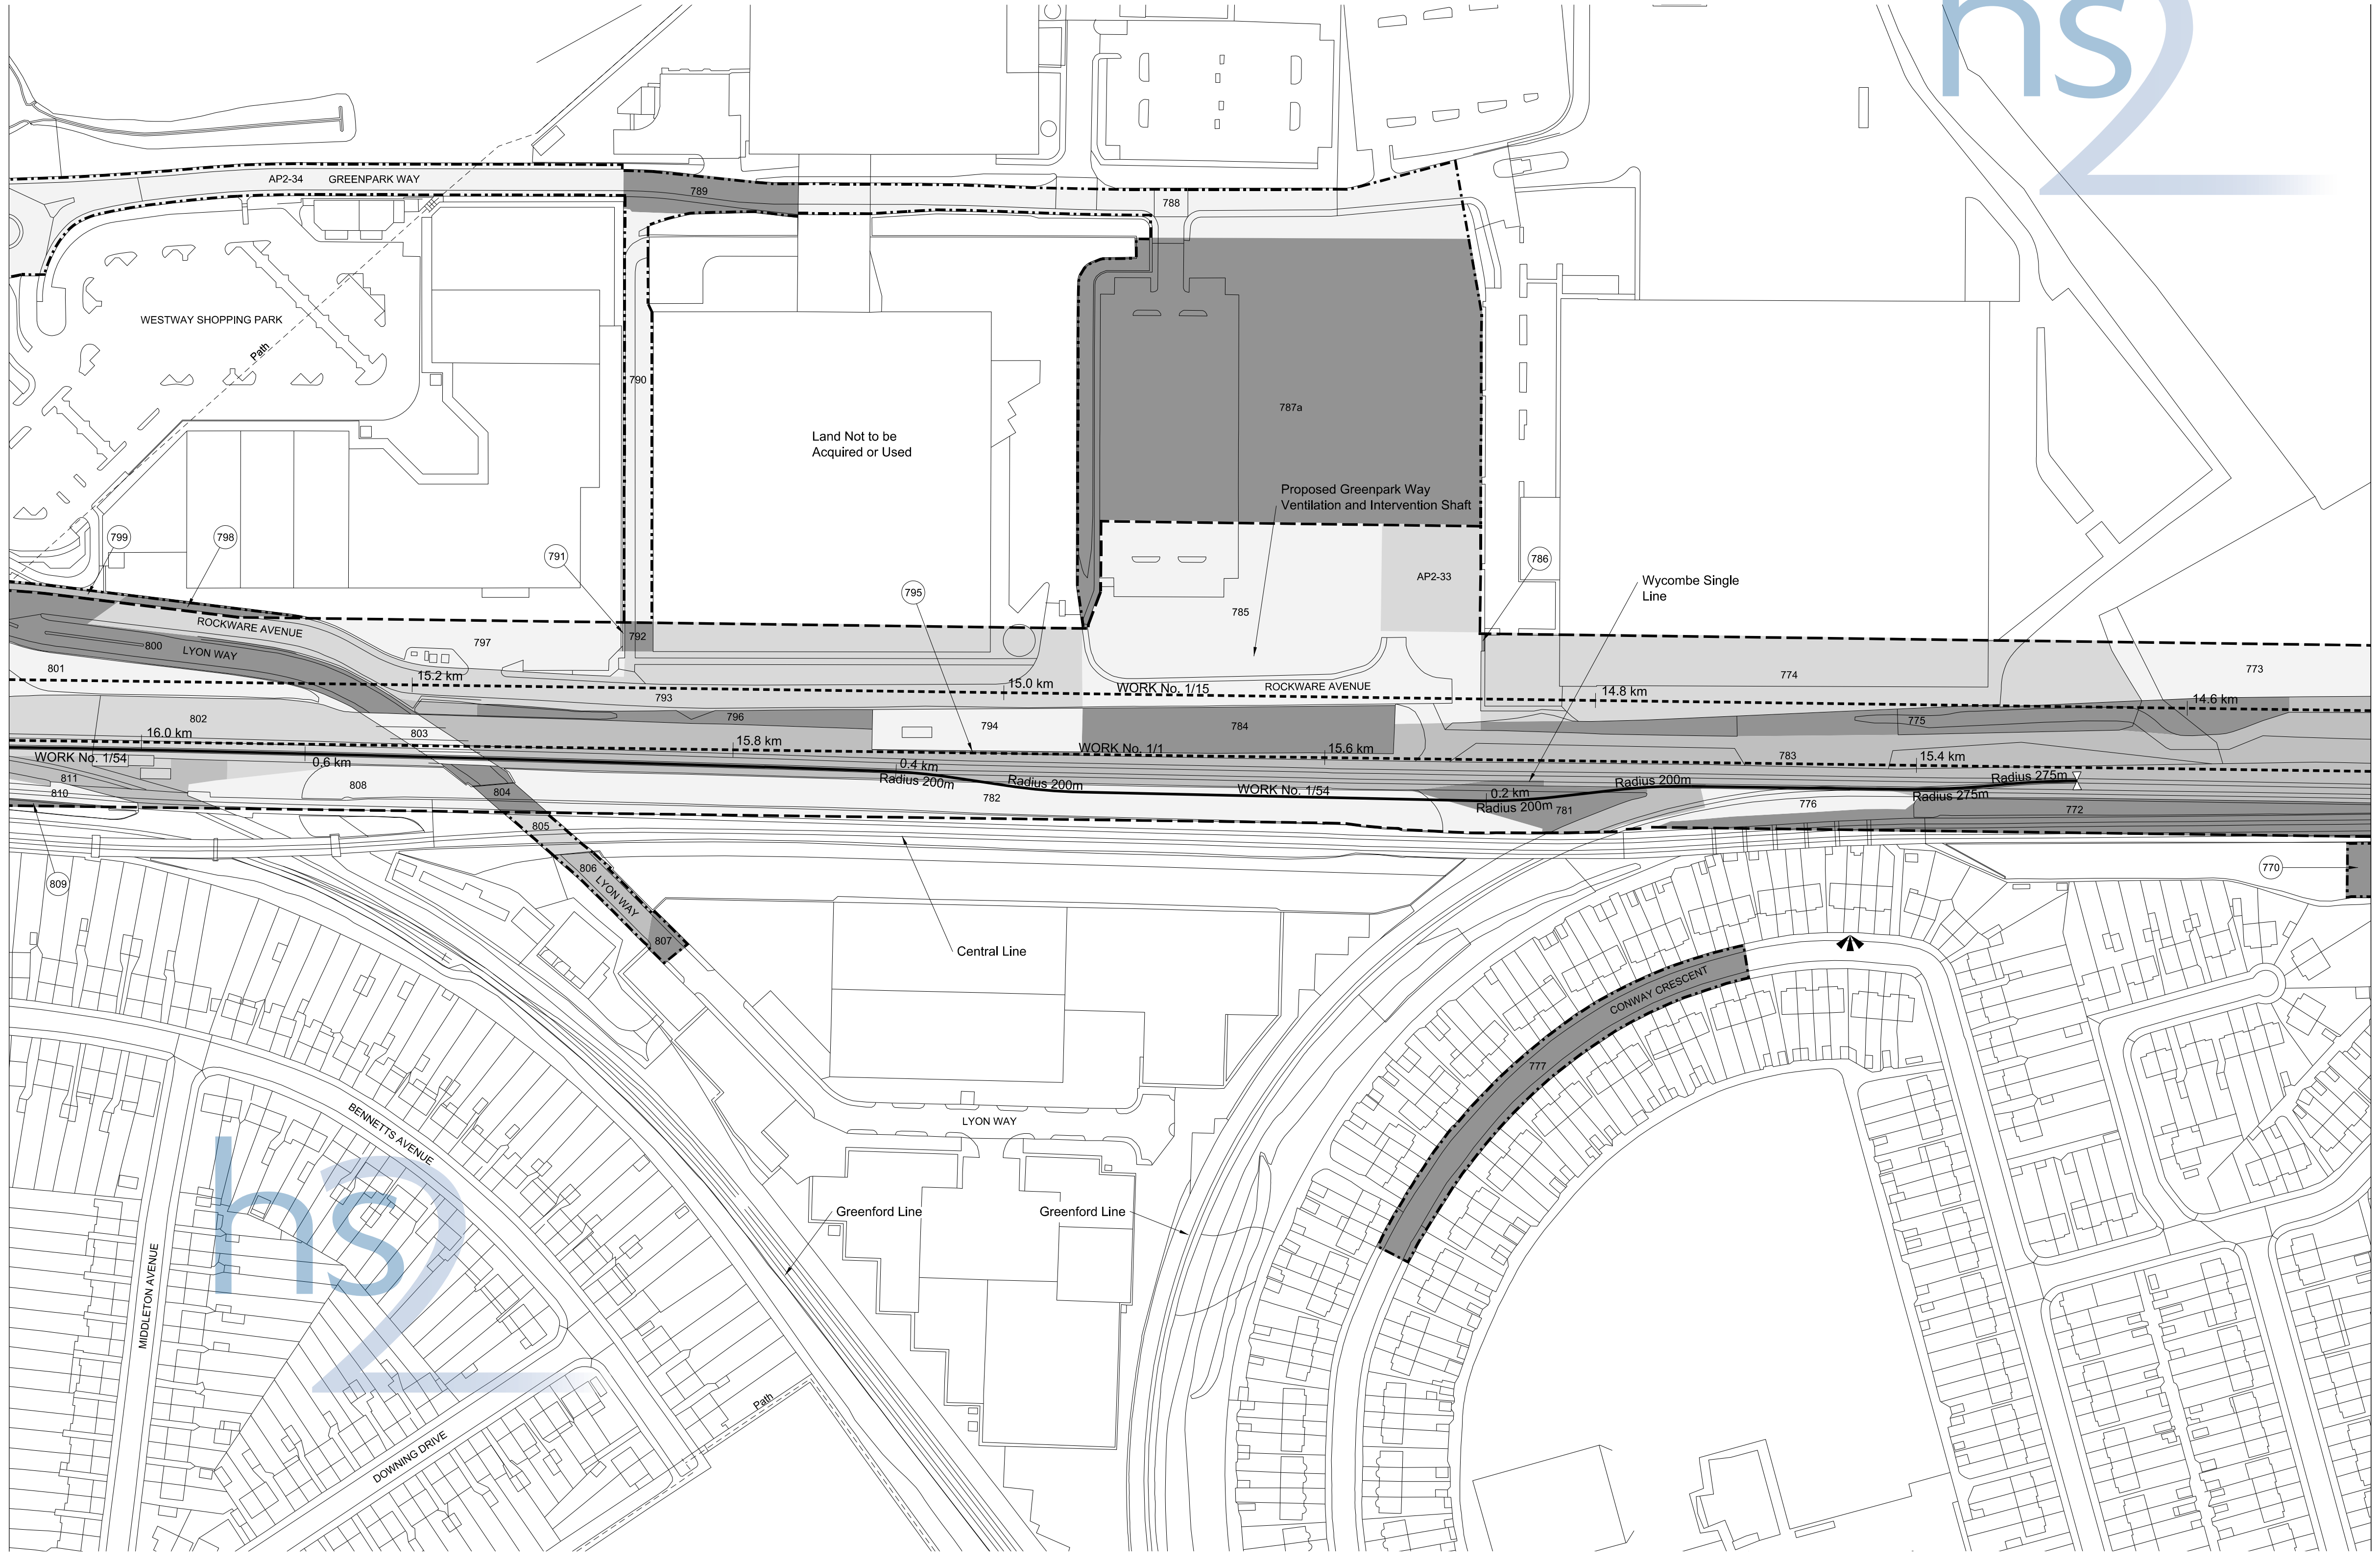 hs2
AP2-34
GREENPARK WAY
789
788
WESTWAY SHOPPING PARK
Path
790
787a
Land Not to be
Acquired or Used
Proposed Greenpark Way
Ventilation and Intervention Shaft
799
798
791
795
786
AP2-33
Wycombe Single
Line
785
ROCKWARE AVENUE
792
797
800
LYON WAY
801
15.2 km
15.0 km
WORK No. 1/15
ROCKWARE AVENUE
14.8 km
774
773
14.6 km
793
802
796
794
784
775
803
16.0 km
15.8 km
WORK No. 1/1
15.6 km
783
15.4 km
WORK No. 1/54
0.6 km
0.4 km
Radius 200m
Radius 200m
WORK No. 1/54
0.2 km
Radius 200m
Radius 200m
Radius 275m
Radius 275m
811
810
808
804
782
781
776
772
805
806
LYON WAY
807
809
770
Central Line
CONWAY CRESCENT
777
LYON WAY
BENNETTS AVENUE
hs2
Greenford Line
Greenford Line
MIDDLETON AVENUE
Path
DOWNING DRIVE